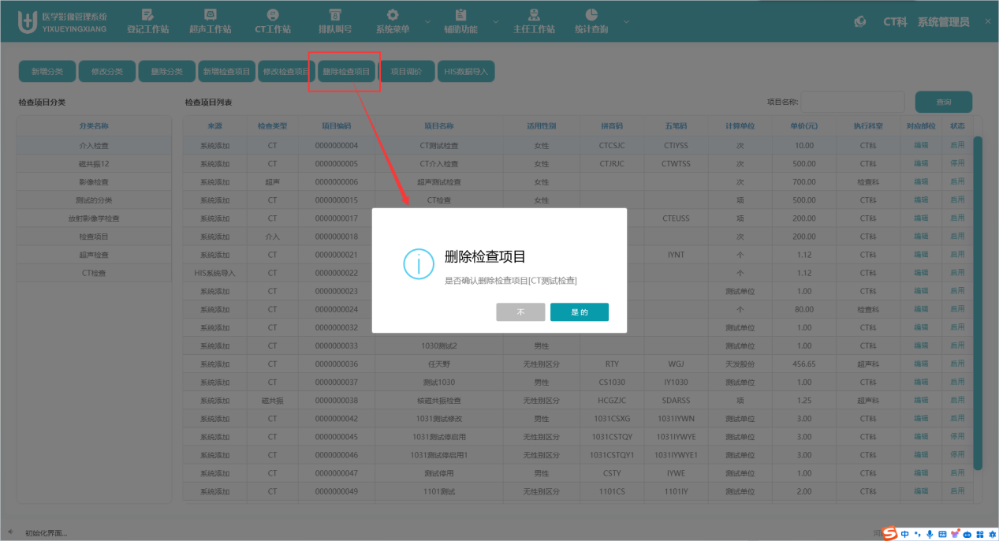 医学影像管理系统
YIXUEYINGXIANG
登记工作站 超声工作站 CT工作站 排队叫号 系统菜单 辅助功能 主任工作站 统计查询
CT科 系统管理员
新增分类 修改分类 删除分类 新增检查项目 修改检查项目 删除检查项目 项目调价 HIS数据导入
检查项目分类 检查项目列表 项目名称: 查询
分类名称
介入检查
磁共振12
影像检查
测试的分类
放射影像学检查
检查项目
超声检查
CT检查
来源 检查类型 项目编码 项目名称 适用性别 拼音码 五笔码 计算单位 单价(元) 执行科室 对应部位 状态
系统添加 CT 0000000004 CT测试检查 女性 CTCSJC CTIYSS 次 10.00 CT科 编辑 启用
系统添加 CT 0000000005 CT介入检查 女性 CTJRJC CTWTSS 次 500.00 CT科 编辑 停用
系统添加 超声 0000000006 超声测试检查 女性 次 700.00 检查科 编辑 启用
系统添加 CT 0000000015 CT检查 女性 项 500.00 CT科 编辑 启用
系统添加 CT 0000000017 CTEUSS 项 200.00 CT科 编辑 启用
系统添加 介入 0000000018 次 200.00 CT科 编辑 启用
系统添加 CT 0000000021 IYNT 个 1.12 CT科 编辑 启用
HIS系统导入 CT 0000000022 个 1.12 CT科 编辑 启用
系统添加 CT 0000000023 测试单位 1.00 CT科 编辑 启用
系统添加 CT 0000000024 个 80.00 检查科 编辑 启用
系统添加 CT 0000000032 测试单位 1.00 CT科 编辑 启用
系统添加 CT 0000000033 1030测试2 男性 测试单位 1.00 CT科 编辑 启用
系统添加 CT 0000000036 任天野 无性别区分 RTY WGJ 天发股份 456.65 超声科 编辑 启用
系统添加 CT 0000000037 测试1030 男性 CS1030 IY1030 测试单位 1.00 CT科 编辑 启用
系统添加 磁共振 0000000038 核磁共振检查 无性别区分 HCGZJC SDARSS 项 1.25 超声科 编辑 启用
系统添加 CT 0000000042 1031测试修改 男性 1031CSXG 1031IYWN 测试单位 3.00 CT科 编辑 启用
系统添加 CT 0000000045 1031测试停启用 无性别区分 1031CSTQY 1031IYWYE 测试单位 3.00 CT科 编辑 停用
系统添加 CT 0000000046 1031测试停启用1 无性别区分 1031CSTQY1 1031IYWYE1 测试单位 3.00 CT科 编辑 停用
系统添加 CT 0000000047 测试停用 男性 CSTY IYWE 测试单位 1.00 CT科 编辑 启用
系统添加 CT 0000000049 1101测试 无性别区分 1101CS 1101IY 测试单位 2.00 CT科 编辑 启用
删除检查项目
是否确认删除检查项目[CT测试检查]
不 是的
初始化界面...
中